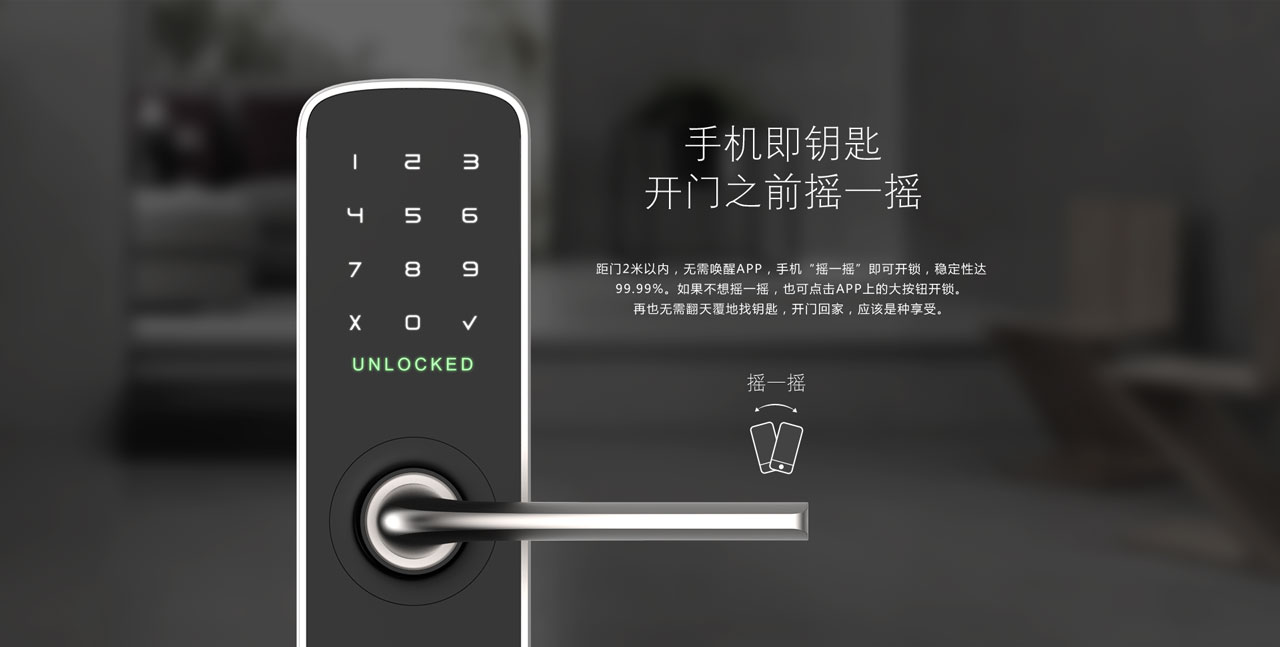 1 2 3
4 5 6
7 8 9
X 0 ✓
UNLOCKED
手机即钥匙
开门之前摇一摇
距门2米以内，无需唤醒APP，手机“摇一摇”即可开锁，稳定性达
99.99%。如果不想摇一摇，也可点击APP上的大按钮开锁。
再也无需翻天覆地找钥匙，开门回家，应该是种享受。
摇一摇